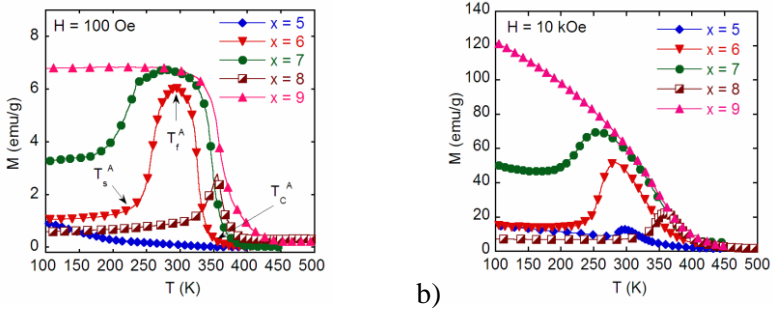 H = 100 Oe
x = 5
x = 6
x = 7
x = 8
x = 9
T_s^A
T_f^A
T_C^A
M (emu/g)
8
6
4
2
0
100 150 200 250 300 350 400 450 500
T (K)
b)
H = 10 kOe
x = 5
x = 6
x = 7
x = 8
x = 9
M (emu/g)
140
120
100
80
60
40
20
0
100 150 200 250 300 350 400 450 500
T (K)